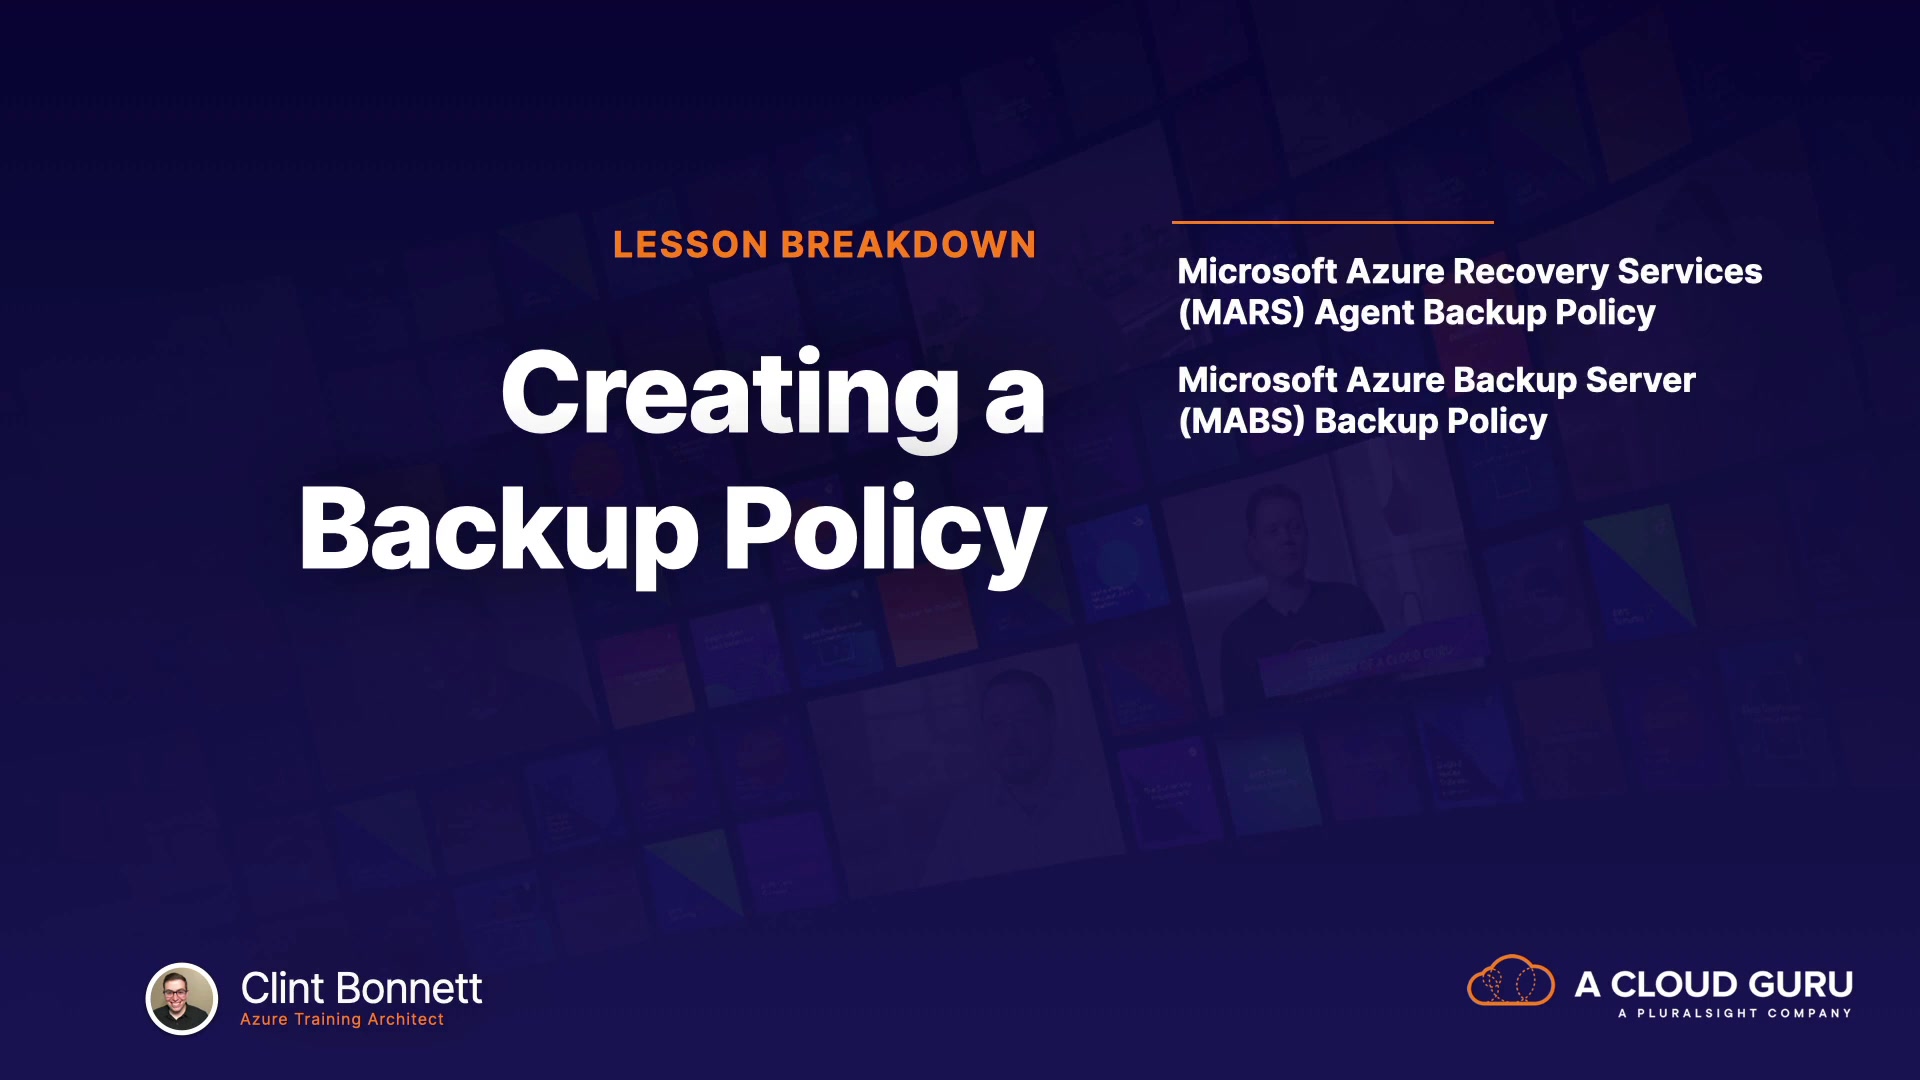 LESSON BREAKDOWN
Creating a
Backup Policy
Microsoft Azure Recovery Services
(MARS) Agent Backup Policy
Microsoft Azure Backup Server
(MABS) Backup Policy
Clint Bonnett
Azure Training Architect
A CLOUD GURU
A PLURALSIGHT COMPANY